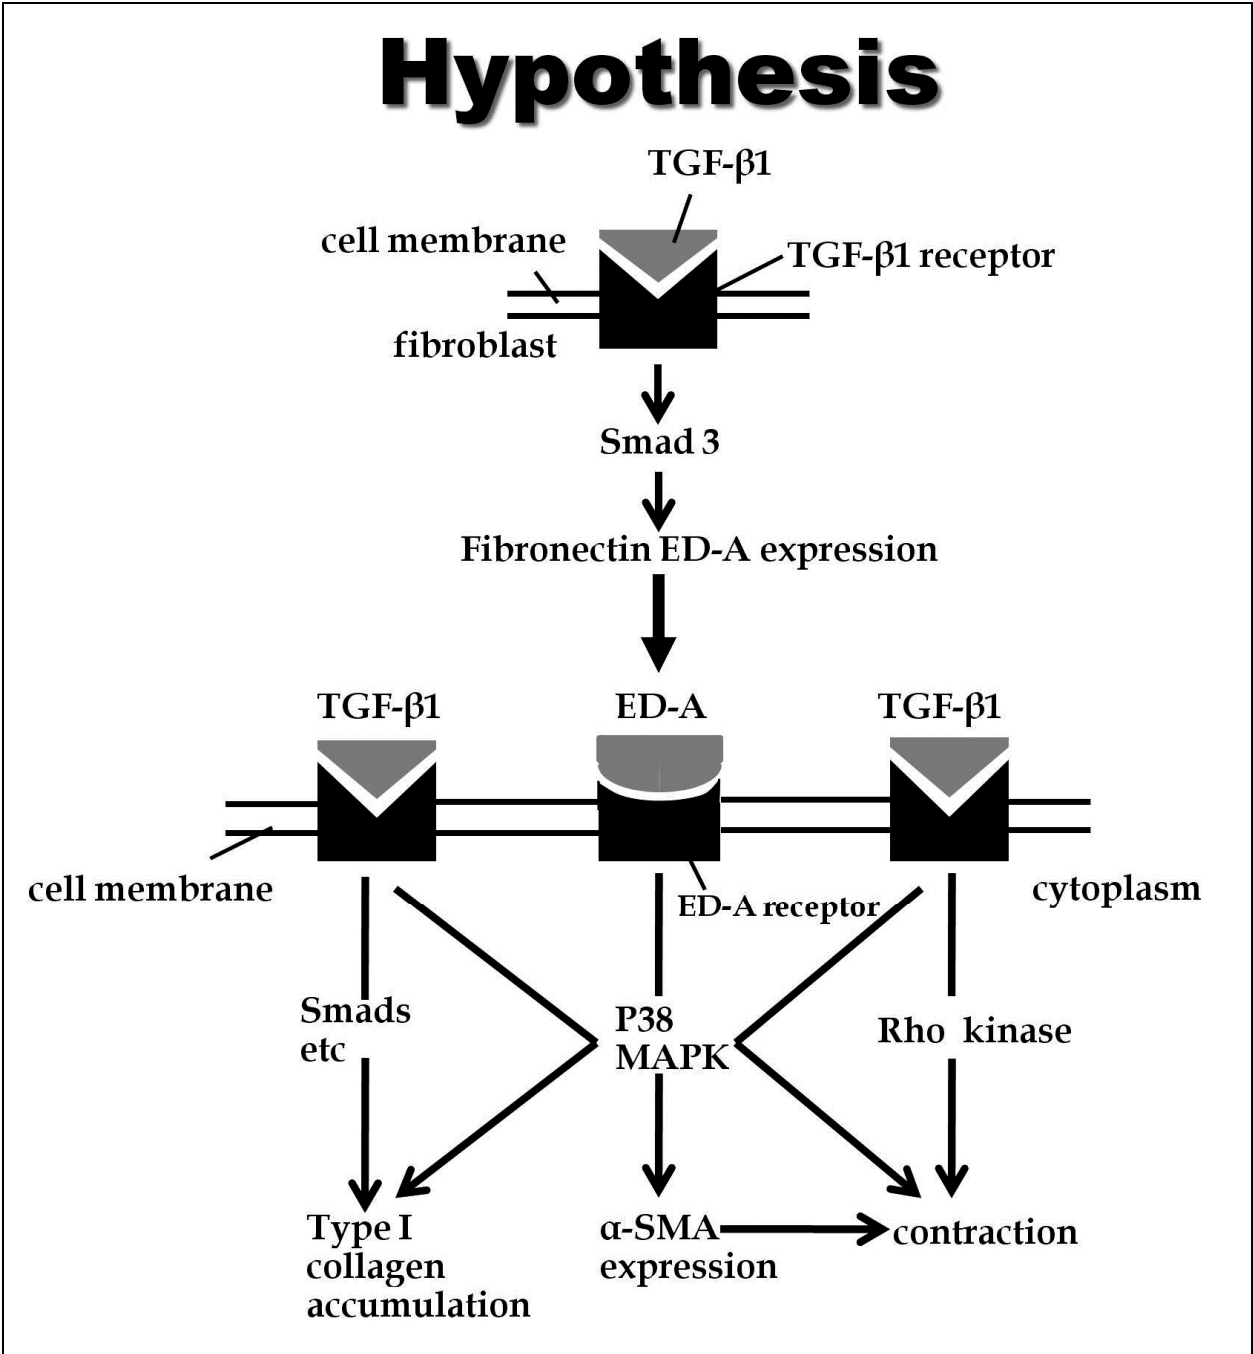 Hypothesis
TGF-β1
cell membrane
TGF-β1 receptor
fibroblast
Smad 3
Fibronectin ED-A expression
TGF-β1
ED-A
TGF-β1
cell membrane
ED-A receptor
cytoplasm
Smads
etc
P38
MAPK
Rho kinase
Type I
collagen
accumulation
α-SMA
expression
contraction